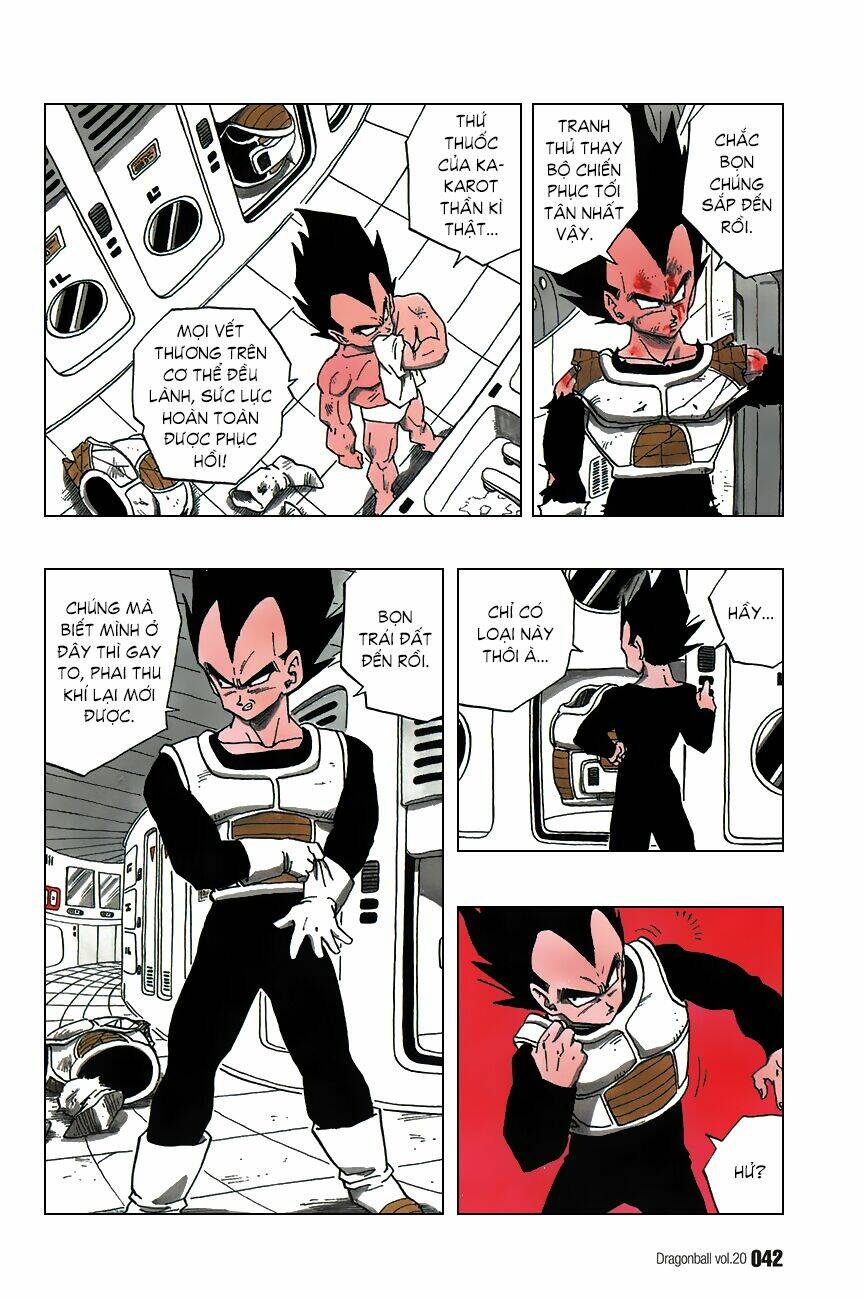 CHẮC
BỌN
CHÚNG
SẮP ĐẾN
RỒI.
TRANH
THỦ THAY
BỘ CHIẾN
PHỤC TỐI
TÂN NHẤT
VẬY.
THỨ
THUỐC
CỦA KA-
KAROT
THẦN KÌ
THẬT...
MỌI VẾT
THƯƠNG TRÊN
CƠ THỂ ĐỀU
LÀNH, SỨC LỰC
HOÀN TOÀN
ĐƯỢC PHỤC
HỒI!
HẦY...
CHỈ CÓ
LOẠI NÀY
THÔI À...
HỬ?
BỌN
TRÁI ĐẤT
ĐẾN RỒI.
CHÚNG MÀ
BIẾT MÌNH Ở
ĐÂY THÌ GAY
TO, PHAI THU
KHÍ LẠI MỚI
ĐƯỢC.
Dragonball vol.20 042